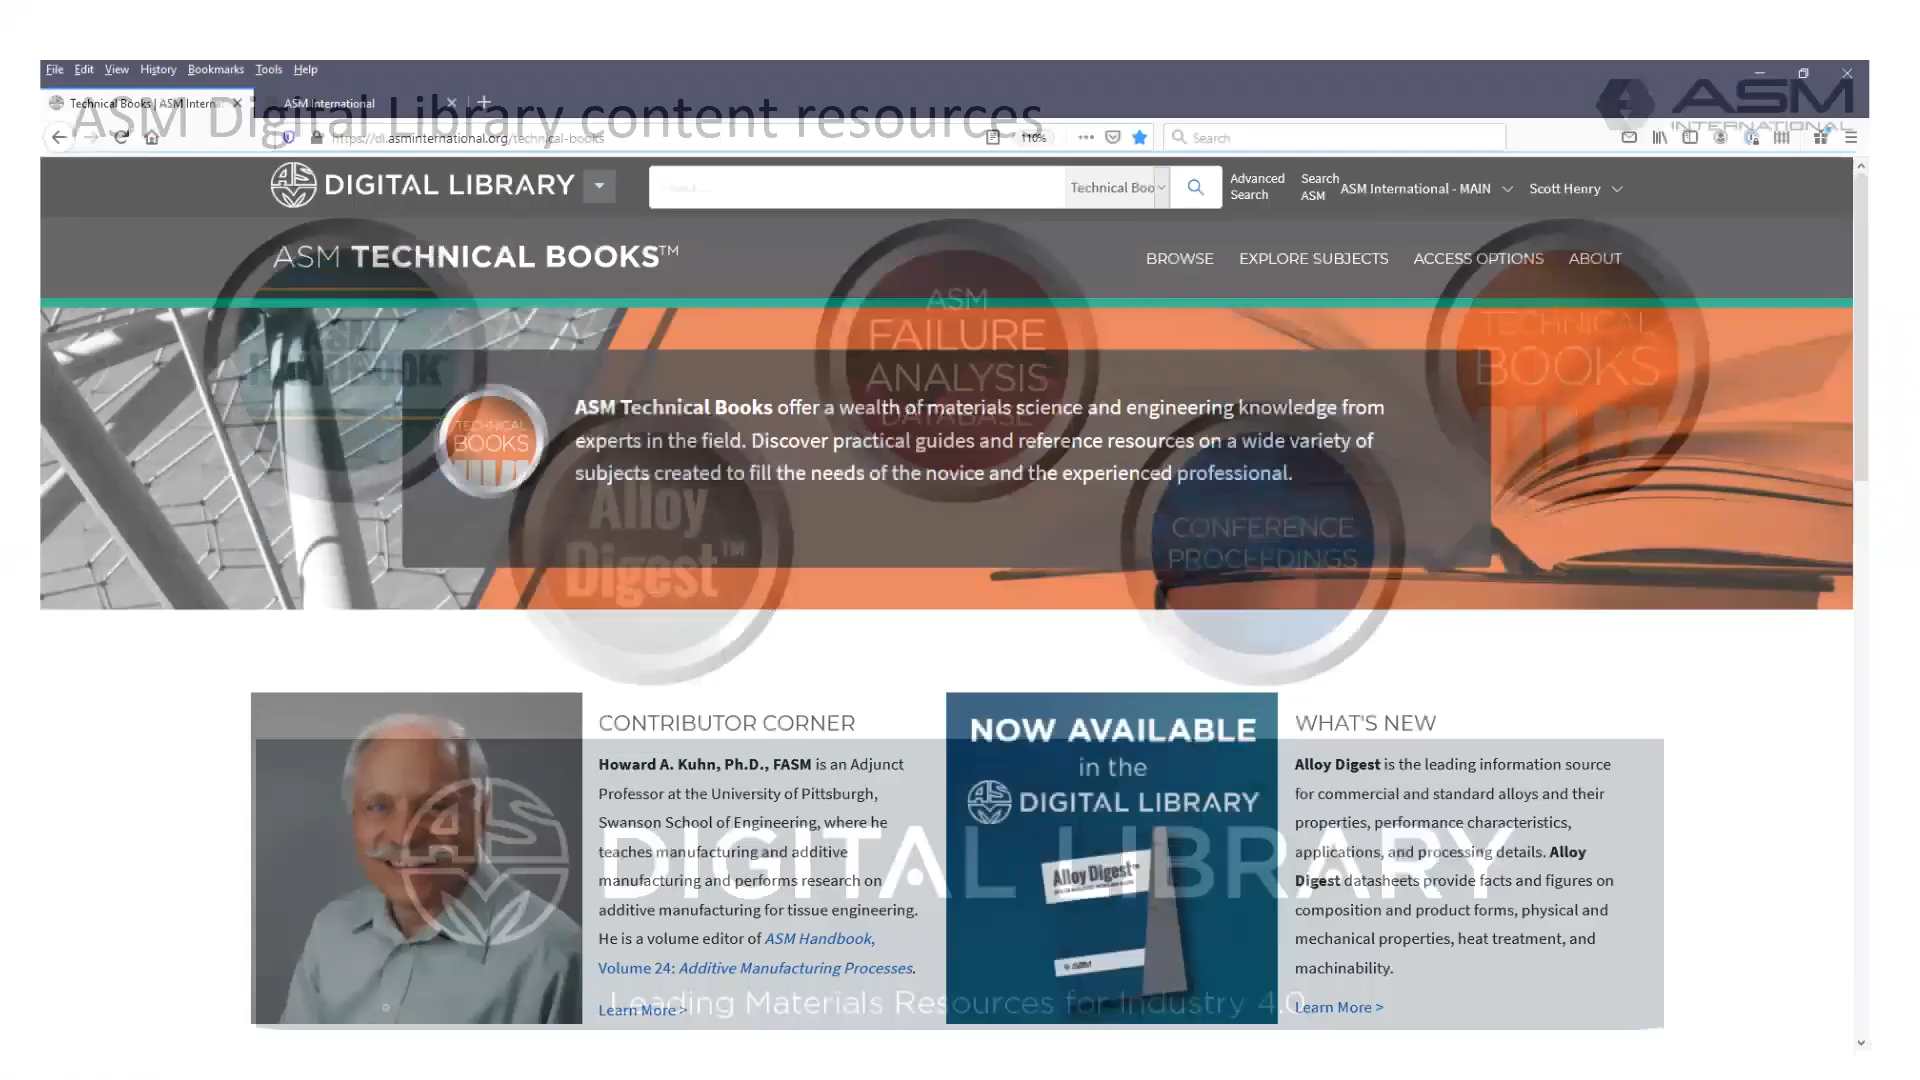 File Edit View History Bookmarks Tools Help
Technical Books | ASM Interna
ASM International
ASM Digital Library content resources
ASM
INTERNATIONAL
https://dl.asminternational.org/technical-books
110%
Search
DIGITAL LIBRARY
Search...
Technical Boo
Advanced
Search
Search
ASM
ASM International - MAIN
Scott Henry
ASM TECHNICAL BOOKS™
BROWSE EXPLORE SUBJECTS ACCESS OPTIONS ABOUT
ASM
HANDBOOK
ASM
FAILURE
ANALYSIS
DATABASE
TECHNICAL
BOOKS
TECHNICAL
BOOKS
ASM Technical Books offer a wealth of materials science and engineering knowledge from
experts in the field. Discover practical guides and reference resources on a wide variety of
subjects created to fill the needs of the novice and the experienced professional.
Alloy
Digest™
CONFERENCE
PROCEEDINGS
CONTRIBUTOR CORNER
Howard A. Kuhn, Ph.D., FASM is an Adjunct
Professor at the University of Pittsburgh,
Swanson School of Engineering, where he
teaches manufacturing and additive
manufacturing and performs research on
additive manufacturing for tissue engineering.
He is a volume editor of ASM Handbook,
Volume 24: Additive Manufacturing Processes.
Learn More >
NOW AVAILABLE
in the
DIGITAL LIBRARY
Alloy Digest™
WHAT'S NEW
Alloy Digest is the leading information source
for commercial and standard alloys and their
properties, performance characteristics,
applications, and processing details. Alloy
Digest datasheets provide facts and figures on
composition and product forms, physical and
mechanical properties, heat treatment, and
machinability.
Learn More >
DIGITAL LIBRARY
Leading Materials Resources for Industry 4.0